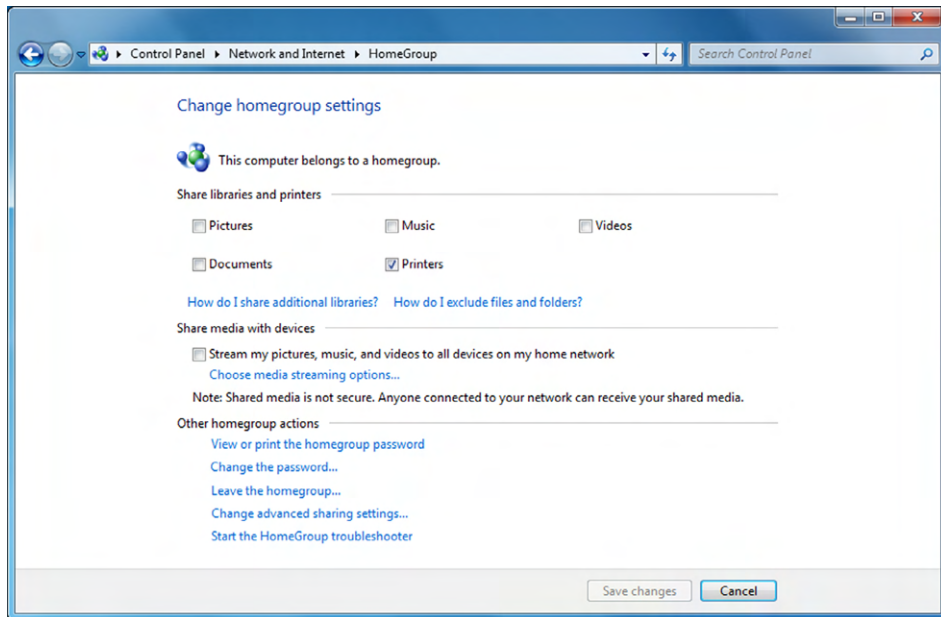 Control Panel Network and Internet HomeGroup Search Control Panel
Change homegroup settings
This computer belongs to a homegroup.
Share libraries and printers
Pictures Music Videos
Documents Printers
How do I share additional libraries? How do I exclude files and folders?
Share media with devices
Stream my pictures, music, and videos to all devices on my home network
Choose media streaming options...
Note: Shared media is not secure. Anyone connected to your network can receive your shared media.
Other homegroup actions
View or print the homegroup password
Change the password...
Leave the homegroup...
Change advanced sharing settings...
Start the HomeGroup troubleshooter
Save changes Cancel